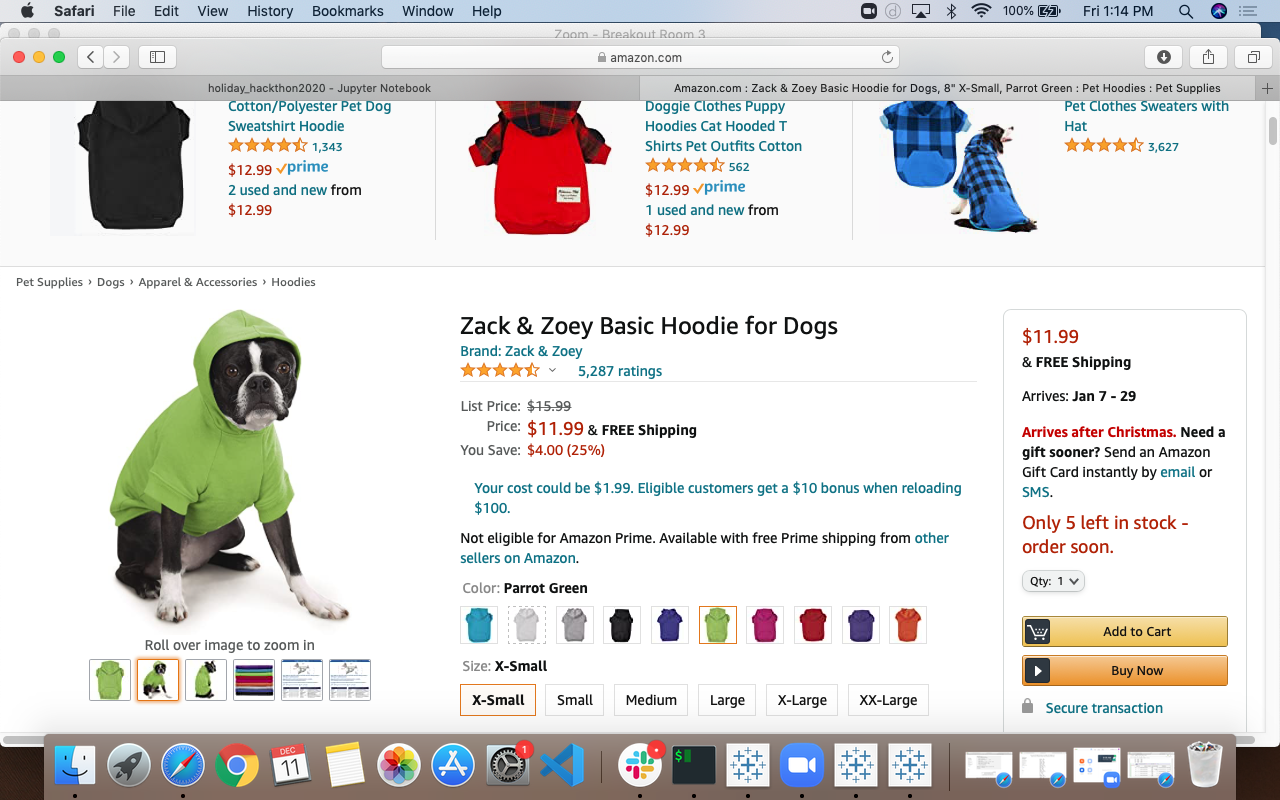 Safari File Edit View History Bookmarks Window Help 100% Fri 1:14 PM
Zoom - Breakout Room 3
amazon.com
holiday_hackthon2020 - Jupyter Notebook
Amazon.com : Zack & Zoey Basic Hoodie for Dogs, 8" X-Small, Parrot Green : Pet Hoodies : Pet Supplies
Cotton/Polyester Pet Dog
Sweatshirt Hoodie
1,343
$12.99 prime
2 used and new from
$12.99
Doggie Clothes Puppy
Hoodies Cat Hooded T
Shirts Pet Outfits Cotton
562
$12.99 prime
1 used and new from
$12.99
Pet Clothes Sweaters with
Hat
3,627
Pet Supplies › Dogs › Apparel & Accessories › Hoodies
Roll over image to zoom in
Zack & Zoey Basic Hoodie for Dogs
Brand: Zack & Zoey
5,287 ratings
List Price: $15.99
Price: $11.99 & FREE Shipping
You Save: $4.00 (25%)
Your cost could be $1.99. Eligible customers get a $10 bonus when reloading
$100.
Not eligible for Amazon Prime. Available with free Prime shipping from other
sellers on Amazon.
Color: Parrot Green
Size: X-Small
X-Small Small Medium Large X-Large XX-Large
$11.99
& FREE Shipping
Arrives: Jan 7 - 29
Arrives after Christmas. Need a
gift sooner? Send an Amazon
Gift Card instantly by email or
SMS.
Only 5 left in stock -
order soon.
Qty: 1
Add to Cart
Buy Now
Secure transaction
DEC
11
1
$